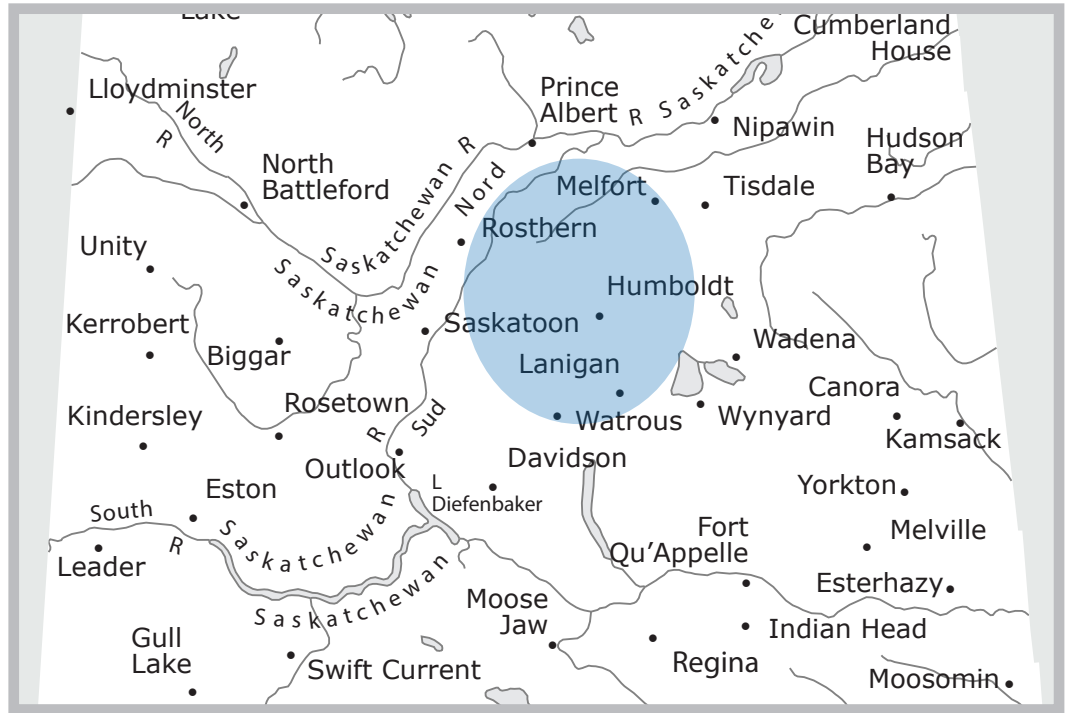 Lake
Cumberland
House
Saskatche
Lloydminster
North
R
Prince
Albert
R
Nipawin
Hudson
Bay
North
Battleford
Saskatchewan R
Nord
Melfort
Tisdale
Rosthern
Unity
Saskatchewan
Humboldt
Kerrobert
Biggar
Saskatoon
Wadena
Lanigan
Canora
Kindersley
Rosetown
R
Sud
Watrous
Wynyard
Kamsack
Outlook
Davidson
L
Diefenbaker
Eston
Yorkton
South
R
Saskatchewan
Fort
Qu’Appelle
Melville
Leader
Saskatchewan
Esterhazy
Moose
Jaw
Gull
Lake
Swift Current
Regina
Indian Head
Moosomin